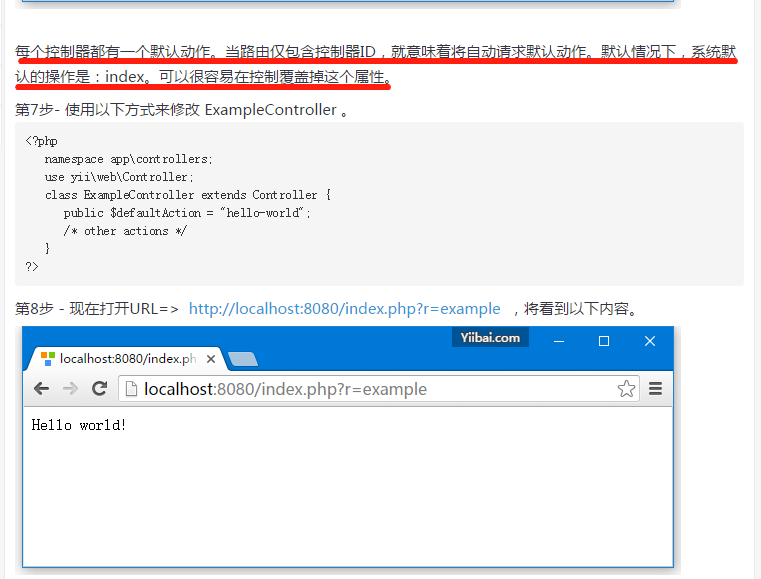 每个控制器都有一个默认动作。当路由仅包含控制器ID，就意味着将自动请求默认动作。默认情况下，系统默
认的操作是：index。可以很容易在控制覆盖掉这个属性。
第7步- 使用以下方式来修改 ExampleController 。
<?php
namespace app\controllers;
use yii\web\Controller;
class ExampleController extends Controller {
public $defaultAction = "hello-world";
/* other actions */
}
?>
第8步 - 现在打开URL=> http://localhost:8080/index.php?r=example ，将看到以下内容。
Yiibai.com
localhost:8080/index.ph
localhost:8080/index.php?r=example
Hello world!